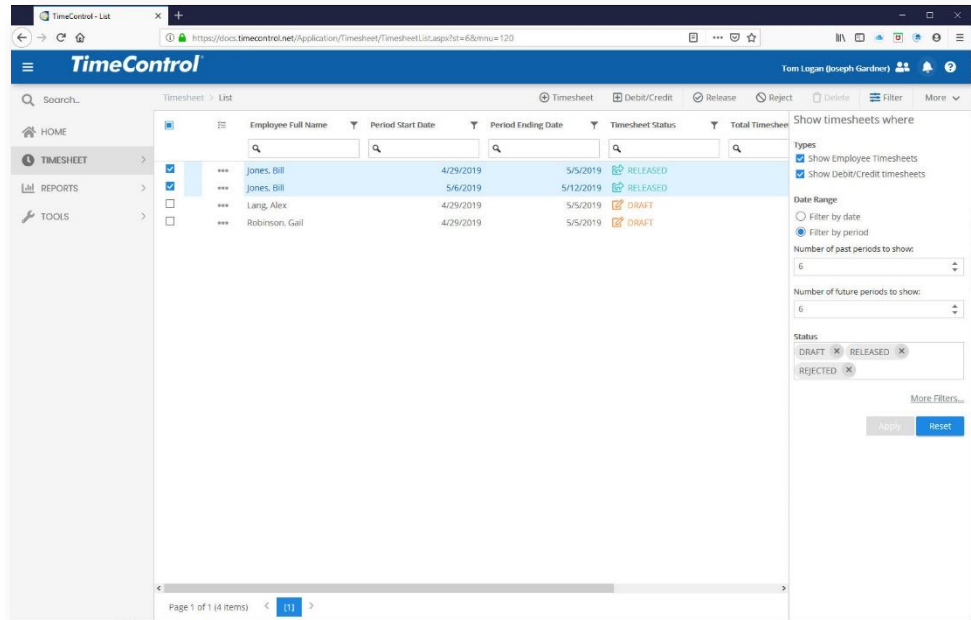 TimeControl - List
https://docs.timecontrol.net/Application/Timesheet/TimesheetList.aspx?st=6&mnu=120
TimeControl
Tom Logan (Joseph Gardner)
Search...
Timesheet > List
Timesheet
Debit/Credit
Release
Reject
Delete
Filter
More
HOME
TIMESHEET
REPORTS
TOOLS
Employee Full Name
Period Start Date
Period Ending Date
Timesheet Status
Total Timeshee
Jones, Bill 4/29/2019 5/5/2019 RELEASED
Jones, Bill 5/6/2019 5/12/2019 RELEASED
Lang, Alex 4/29/2019 5/5/2019 DRAFT
Robinson, Gail 4/29/2019 5/5/2019 DRAFT
Show timesheets where
Types
Show Employee Timesheets
Show Debit/Credit timesheets
Date Range
Filter by date
Filter by period
Number of past periods to show:
6
Number of future periods to show:
6
Status
DRAFT X RELEASED X
REJECTED X
More Filters...
Apply
Reset
Page 1 of 1 (4 items) < [1] >